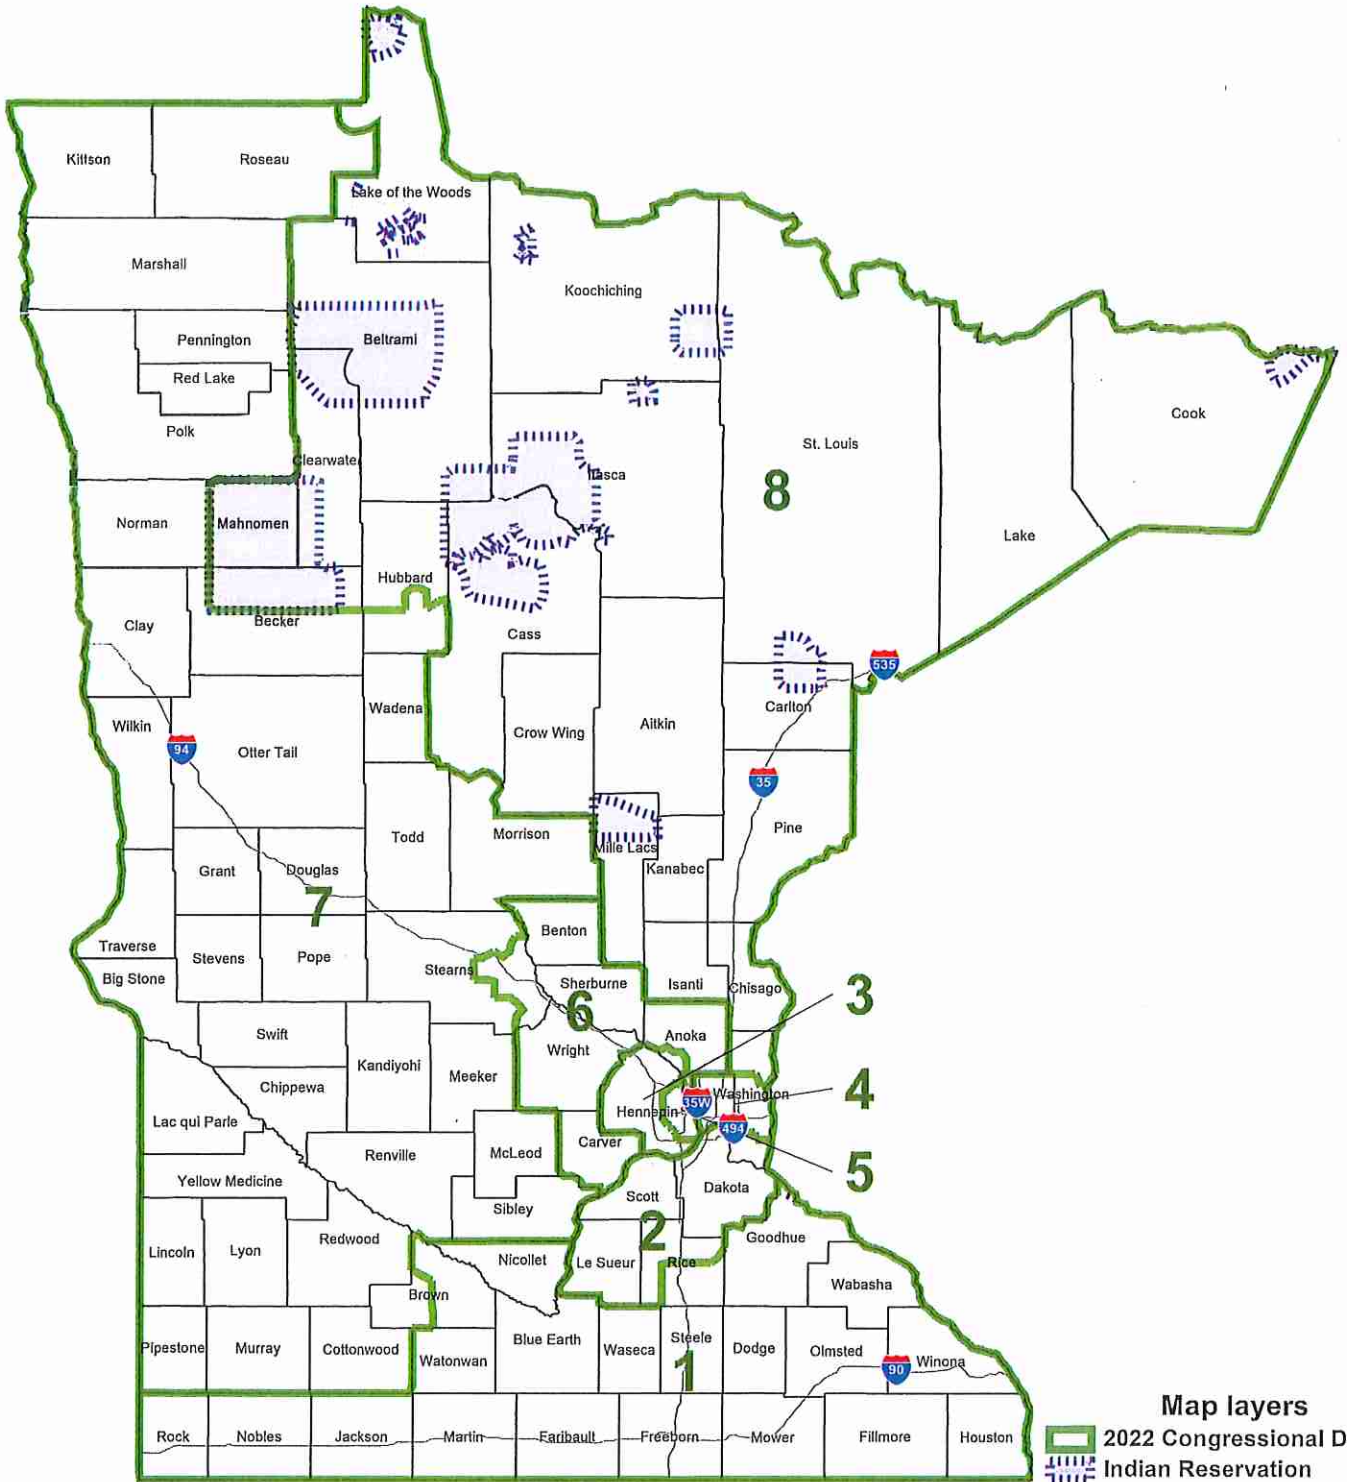 Kittson
Roseau
Lake of the Woods
Marshall
Koochiching
Pennington
Beltrami
Red Lake
Cook
Polk
St. Louis
Clearwater
Itasca
8
Norman
Mahnomen
Lake
Hubbard
Clay
Becker
Cass
535
Carlton
Wadena
Wilkin
Crow Wing
Aitkin
94
Otter Tail
35
Pine
Todd
Morrison
Mille Lacs
Grant
Douglas
Kanabec
7
Benton
Traverse
Stevens
Pope
Stearns
Big Stone
Sherburne
Isanti
Chisago
3
6
Swift
Anoka
Wright
Kandiyohi
Meeker
Chippewa
35W
Washington
4
Hennepin
Lac qui Parle
494
Carver
McLeod
Renville
5
Yellow Medicine
Dakota
Scott
Sibley
2
Redwood
Goodhue
Lincoln
Lyon
Nicollet
Le Sueur
Rice
Wabasha
Brown
Pipestone
Murray
Cottonwood
Watonwan
Blue Earth
Waseca
Steele
Dodge
Olmsted
1
90
Winona
Rock
Nobles
Jackson
Martin
Faribault
Freeborn
Mower
Fillmore
Houston
Map layers
2022 Congressional D
Indian Reservation